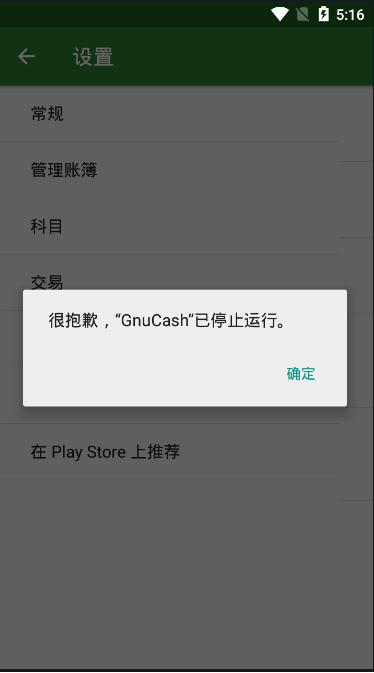 5:16
设置
常规
管理账簿
科目
交易
很抱歉，“GnuCash”已停止运行。
确定
在 Play Store 上推荐